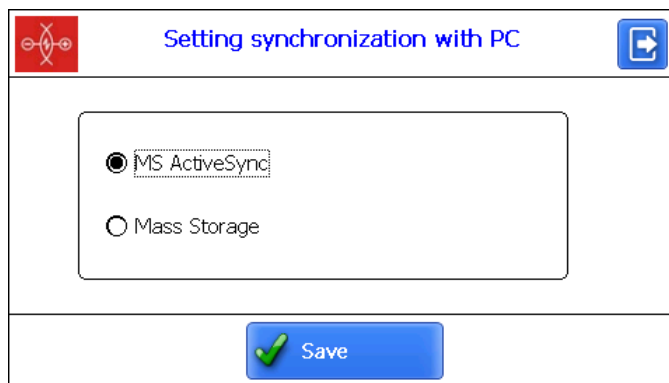 Setting synchronization with PC
MS ActiveSync
Mass Storage
Save